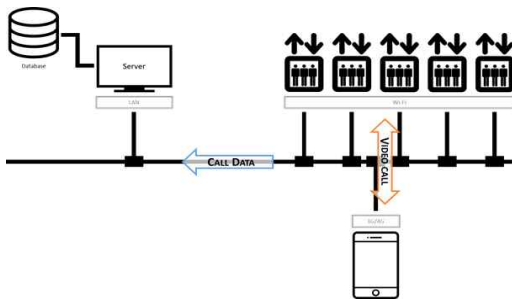 Database
Server
LAN
Wi-Fi
CALL DATA
VIDEO CALL
3G/4G